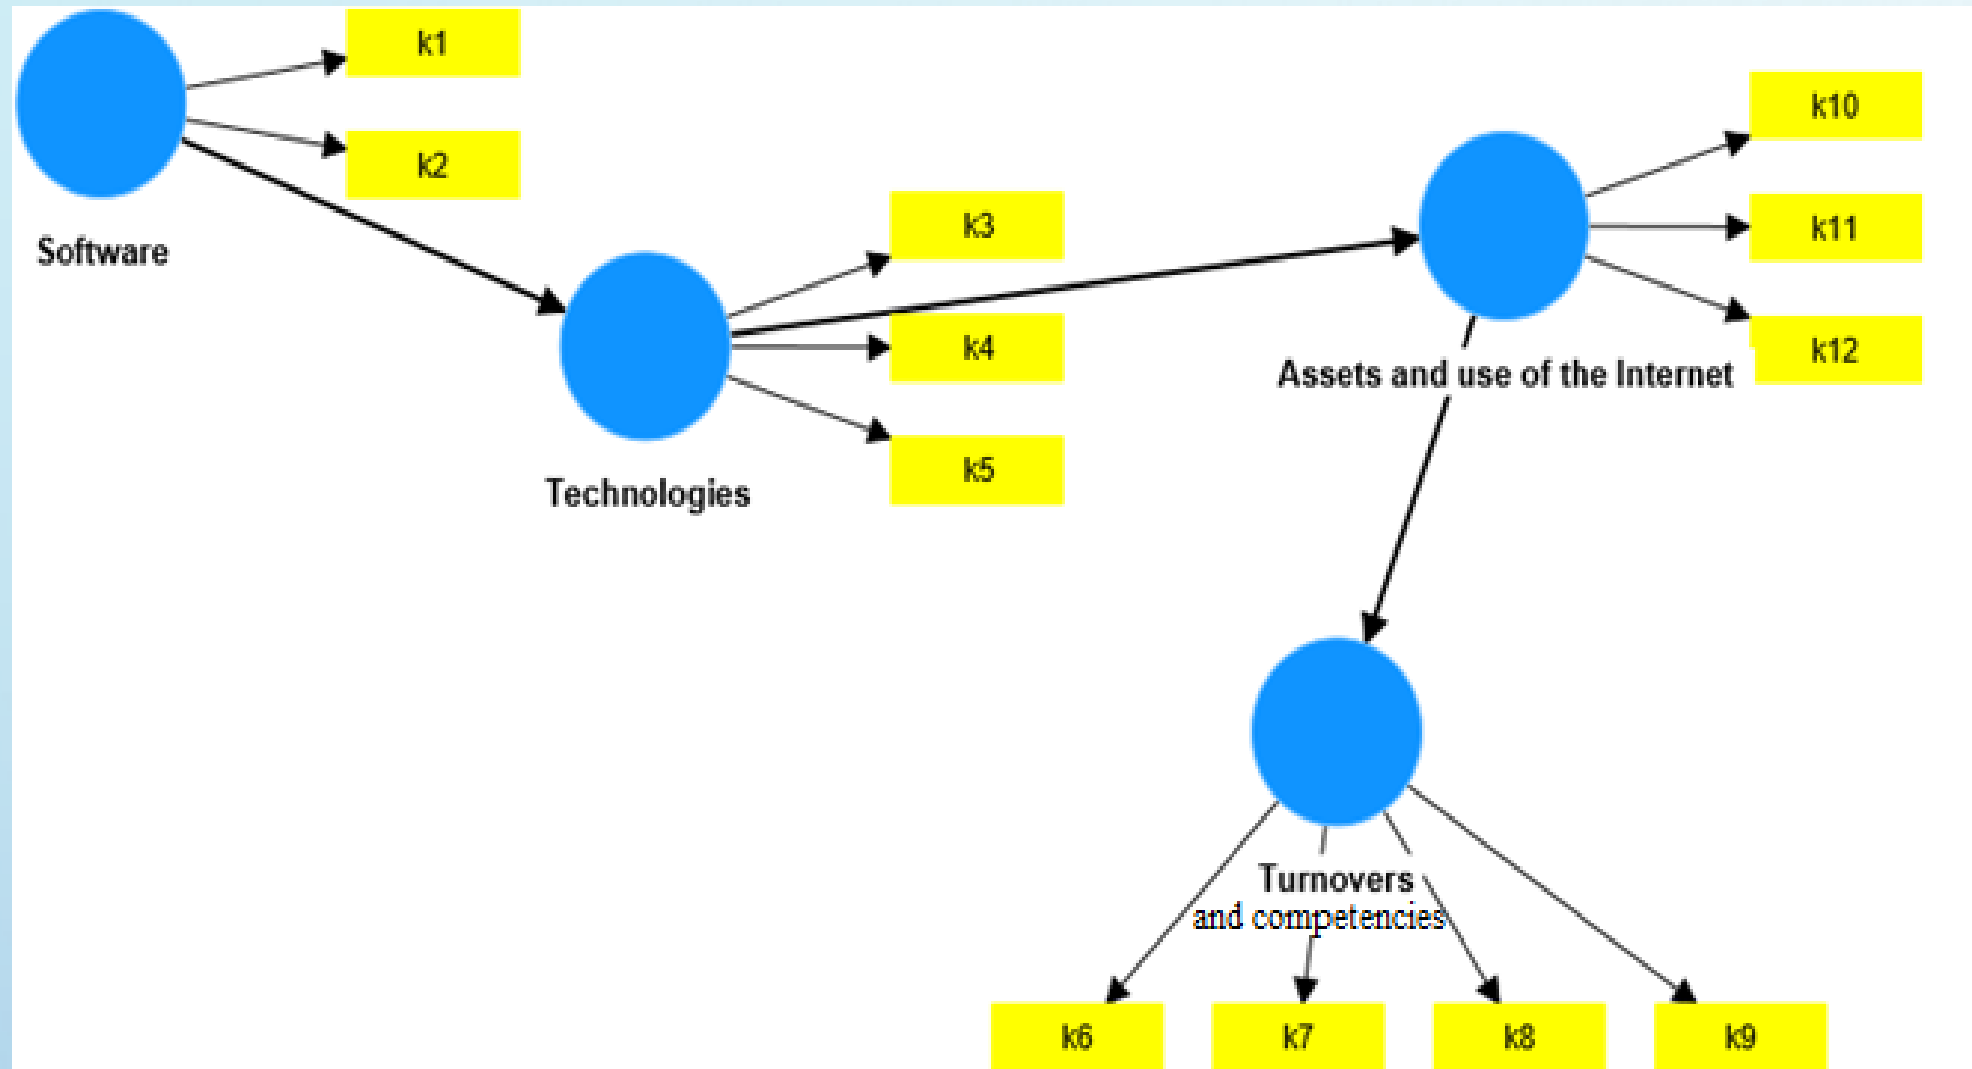 k1
k2
Software
k3
k4
k5
Technologies
k10
k11
k12
Assets and use of the Internet
Turnovers
and competencies
k6
k7
k8
k9